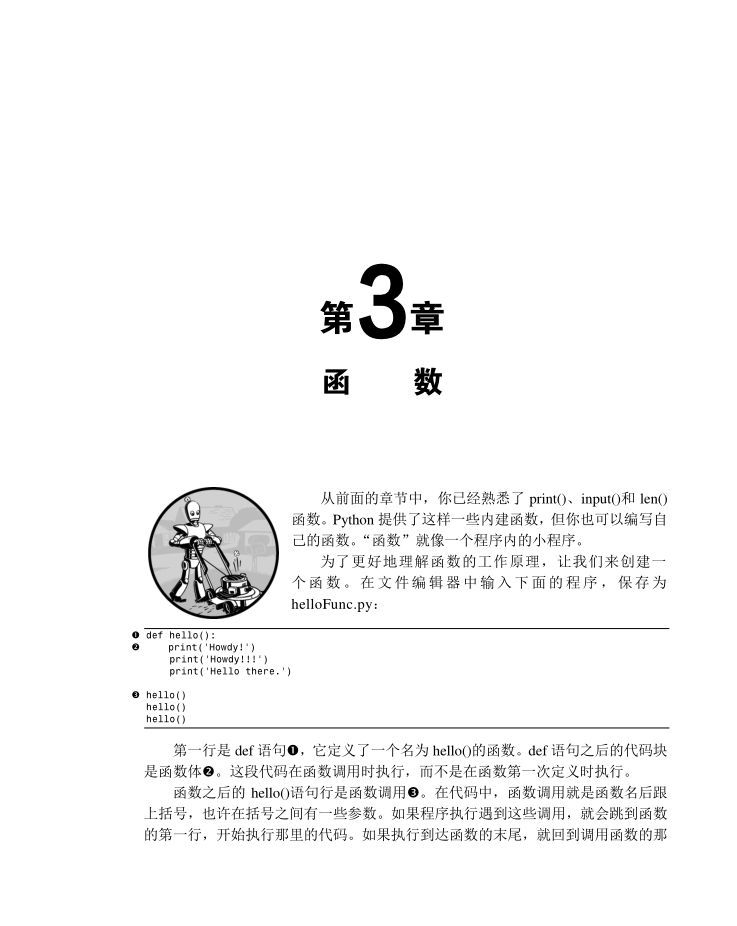 第3章
函 数
从前面的章节中，你已经熟悉了 print()、input()和 len()
函数。Python 提供了这样一些内建函数，但你也可以编写自
己的函数。“函数”就像一个程序内的小程序。
为了更好地理解函数的工作原理，让我们来创建一
个函数。在文件编辑器中输入下面的程序，保存为
helloFunc.py：
❶ def hello():
❷     print('Howdy!')
    print('Howdy!!!')
    print('Hello there.')
❸ hello()
hello()
hello()
第一行是 def 语句❶，它定义了一个名为 hello()的函数。def 语句之后的代码块
是函数体❷。这段代码在函数调用时执行，而不是在函数第一次定义时执行。
函数之后的 hello()语句行是函数调用❸。在代码中，函数调用就是函数名后跟
上括号，也许在括号之间有一些参数。如果程序执行遇到这些调用，就会跳到函数
的第一行，开始执行那里的代码。如果执行到达函数的末尾，就回到调用函数的那